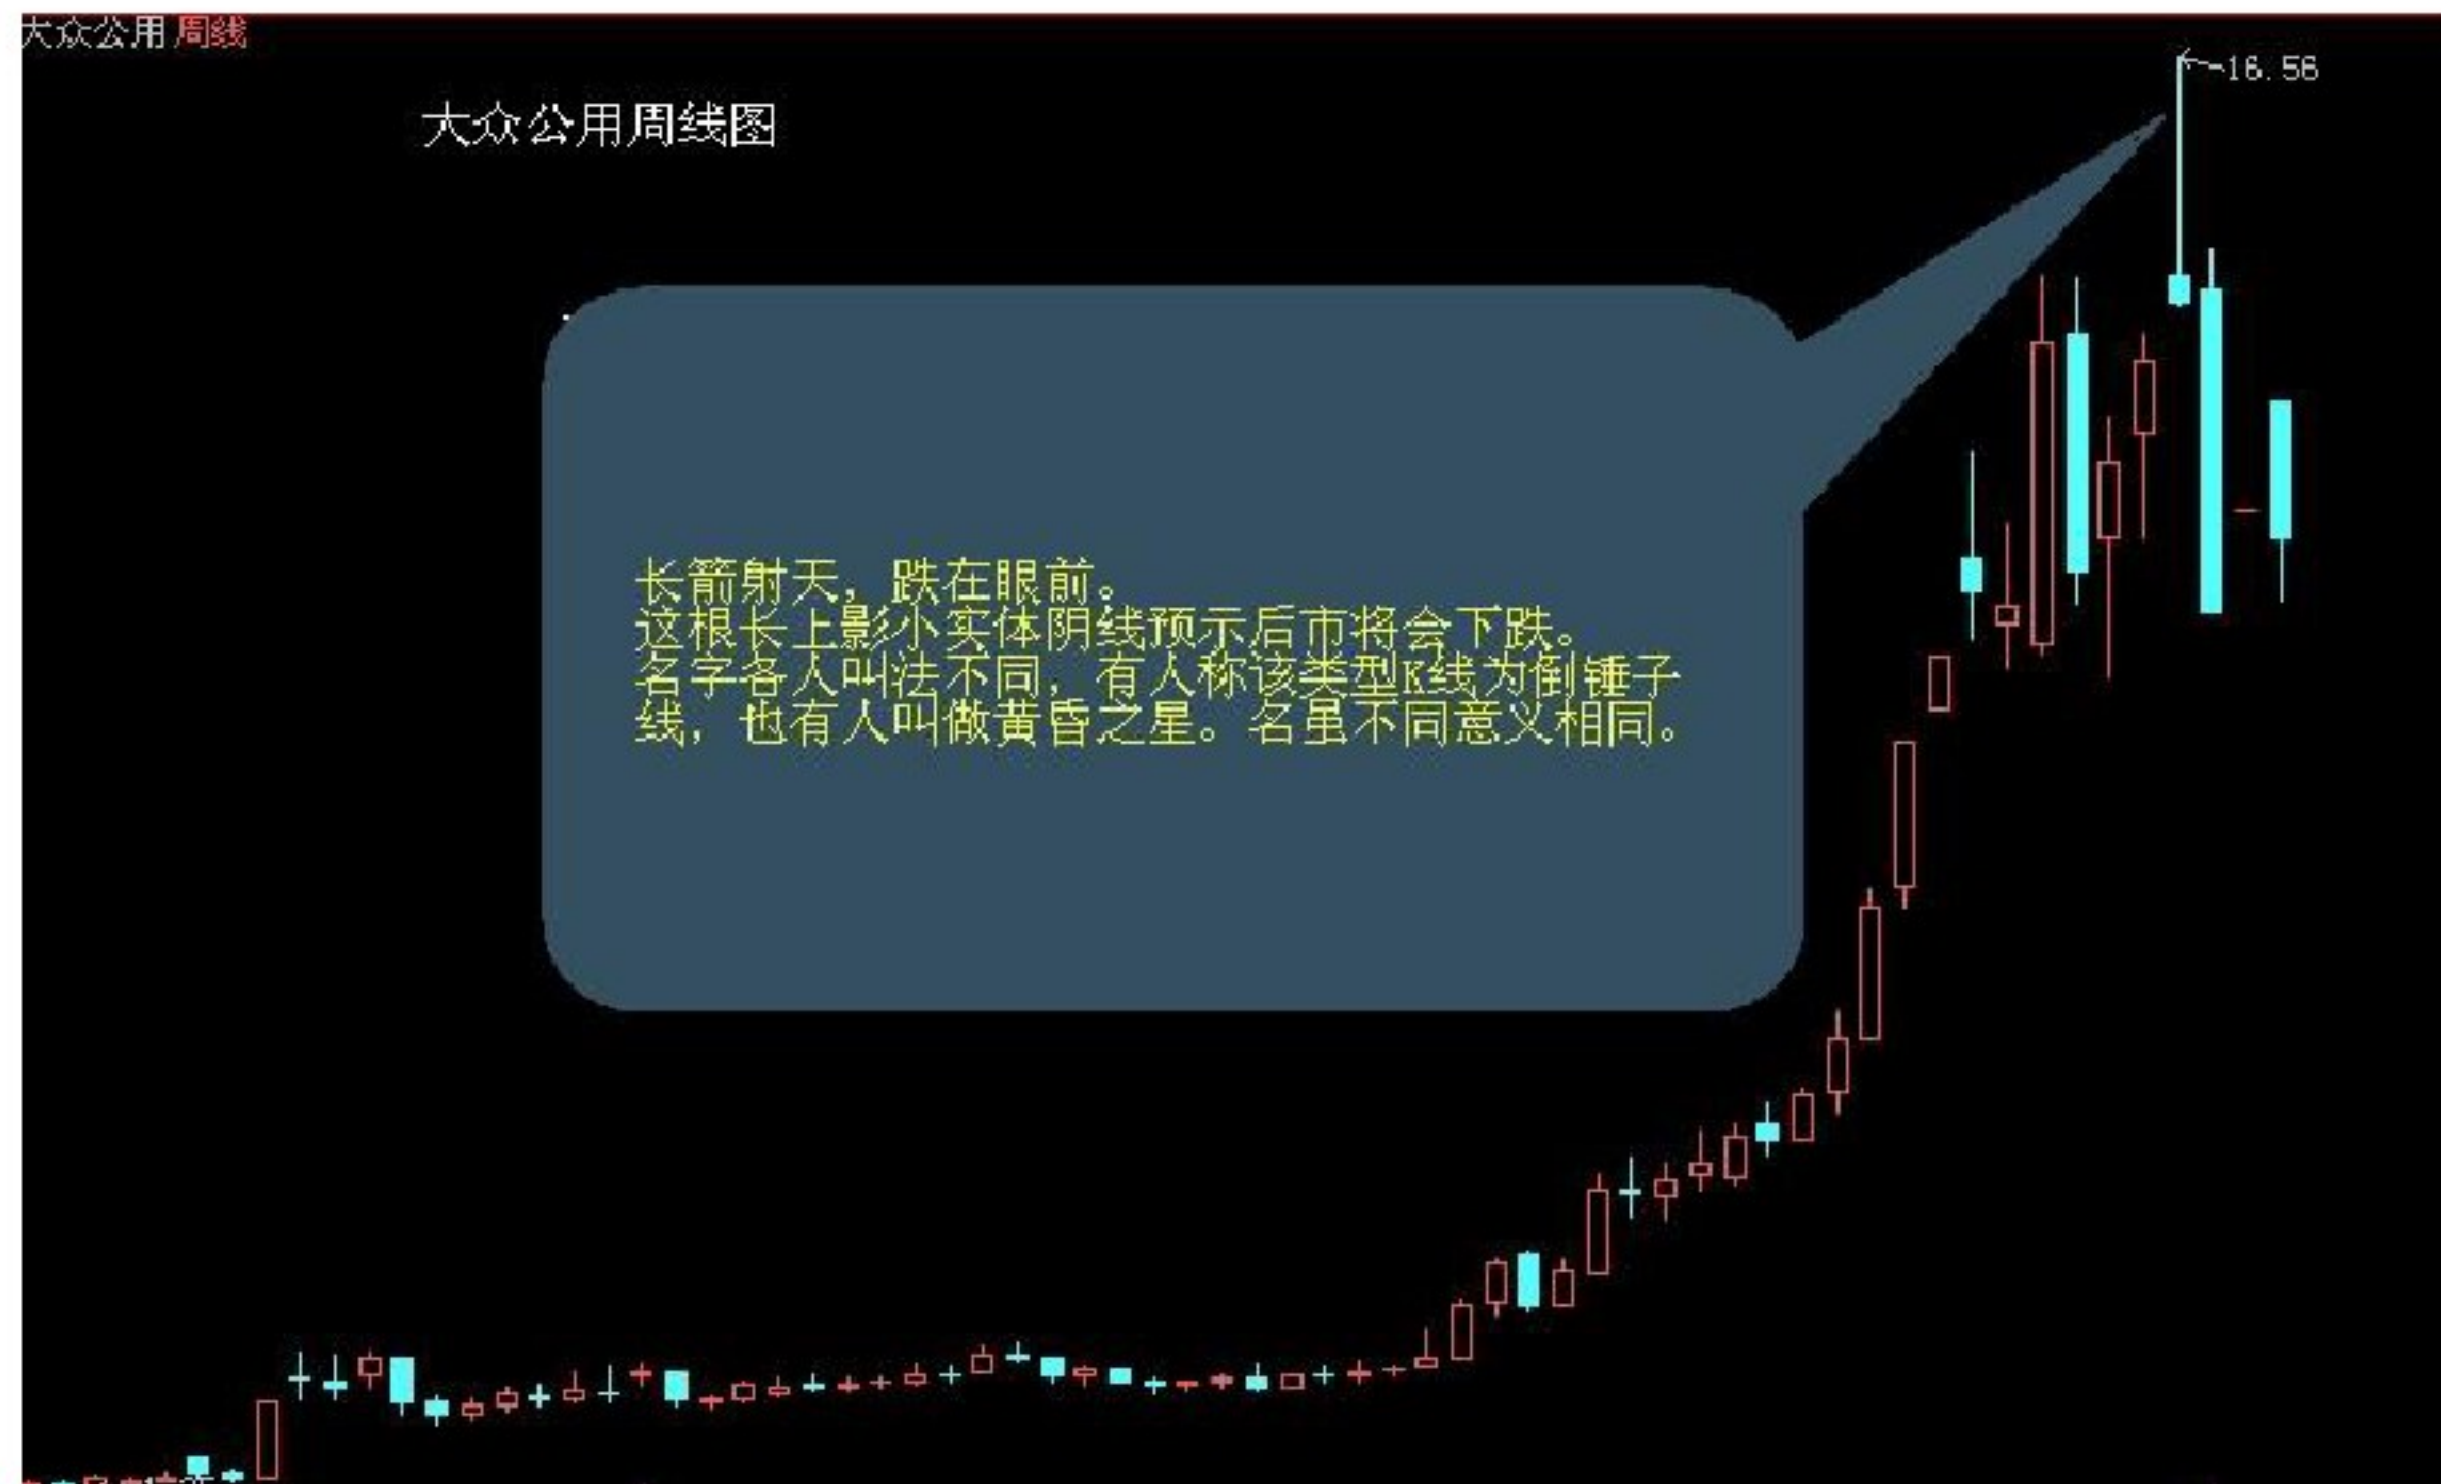 大众公用 周线
16.56
大众公用周线图
长箭射天，跌在眼前。
这根长上影小实体阴线预示后市将会下跌。
名字各人叫法不同，有人称该类型K线为倒锤子
线，也有人叫做黄昏之星。名虽不同意义相同。